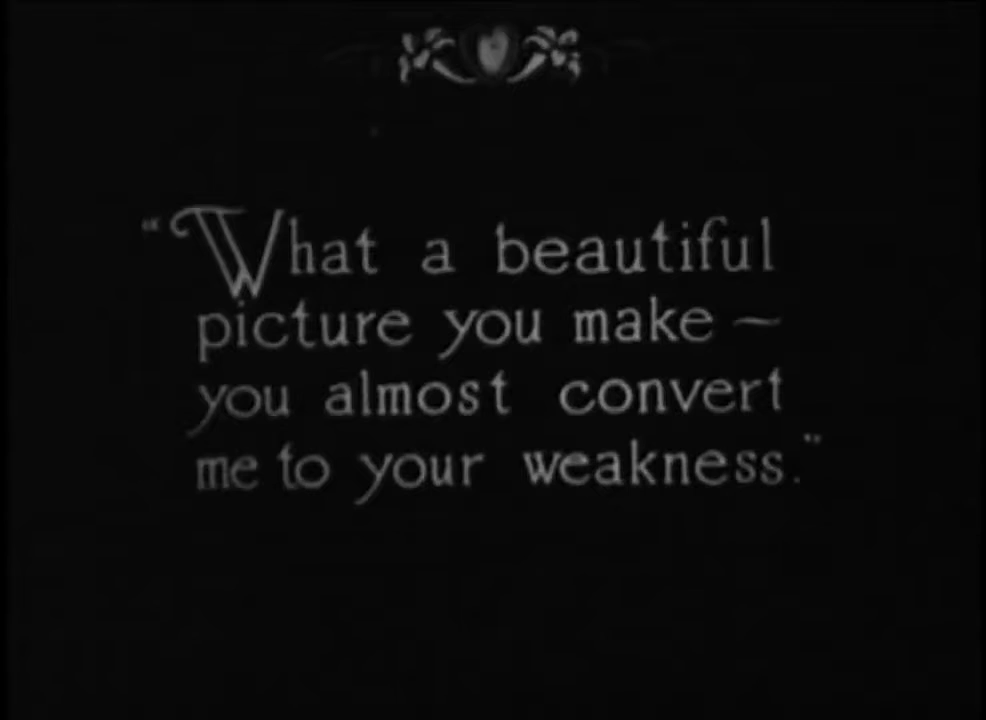 "What a beautiful
picture you make —
you almost convert
me to your weakness."